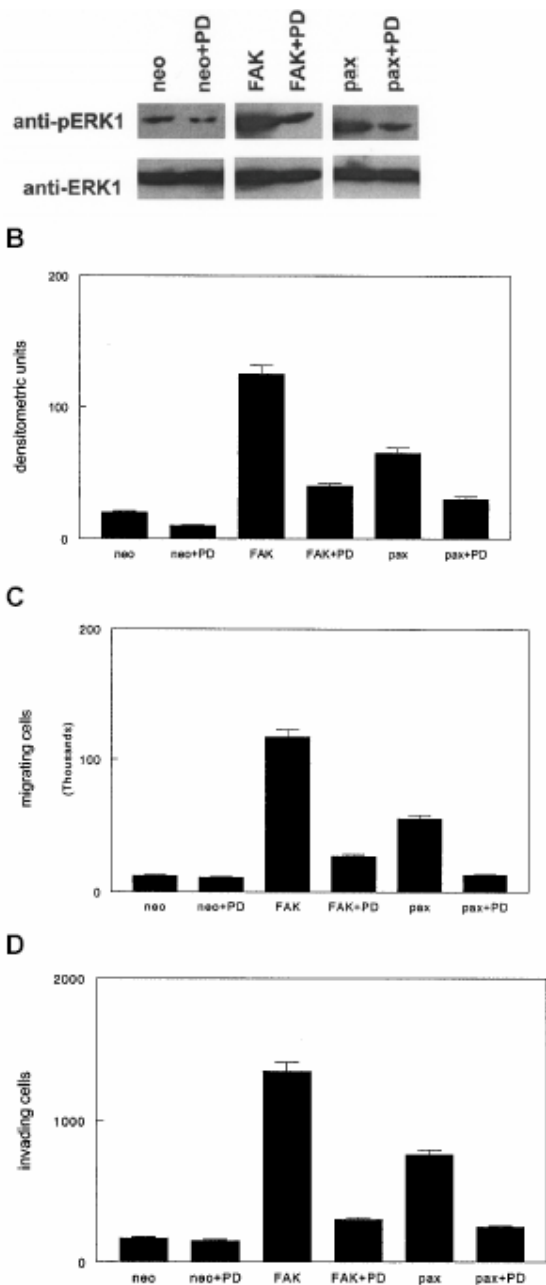 neo neo+PD FAK FAK+PD pax pax+PD
anti-pERK1
anti-ERK1
B
densitometric units
200
100
0
neo neo+PD FAK FAK+PD pax pax+PD
C
migrating cells
(Thousands)
200
100
0
neo neo+PD FAK FAK+PD pax pax+PD
D
invading cells
2000
1000
0
neo neo+PD FAK FAK+PD pax pax+PD